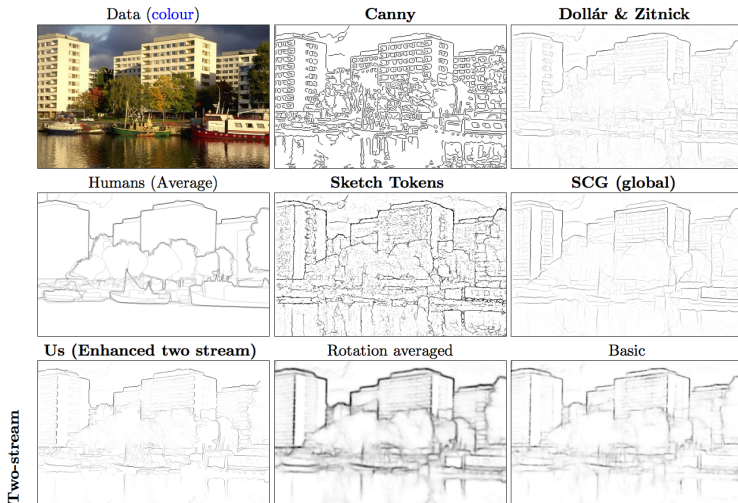 Data (colour)
Canny
Dollár & Zitnick
Humans (Average)
Sketch Tokens
SCG (global)
Us (Enhanced two stream)
Rotation averaged
Basic
Two-stream